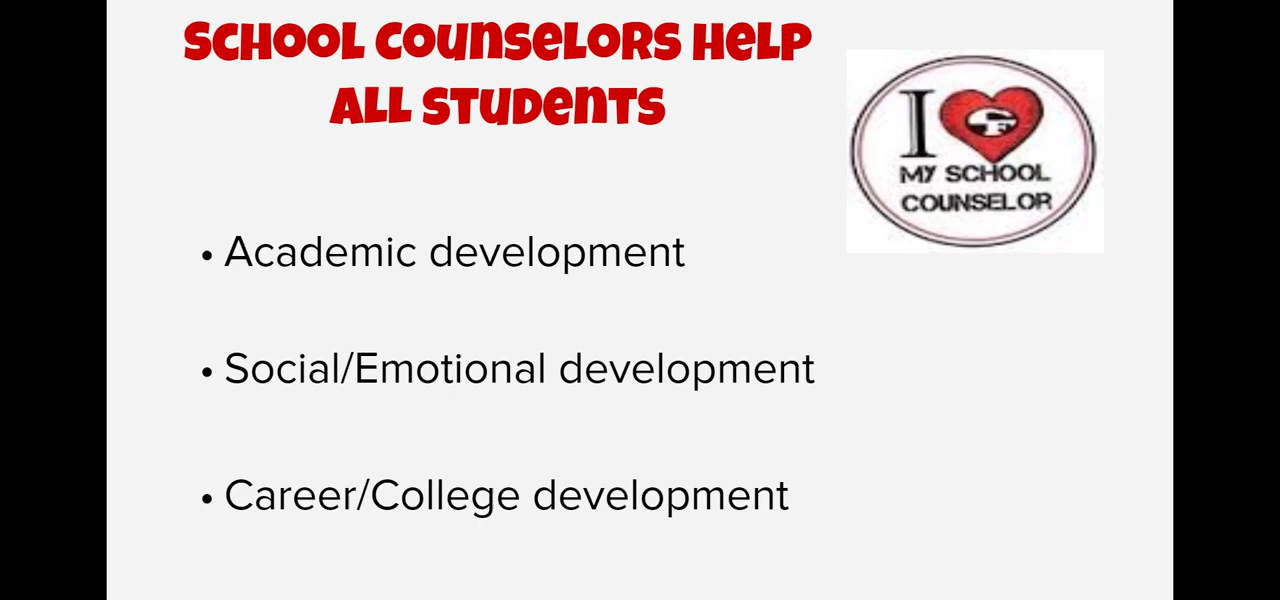 SCHOOL COUNSELORS HELP
ALL STUDENTS
I
MY SCHOOL
COUNSELOR
• Academic development
• Social/Emotional development
• Career/College development